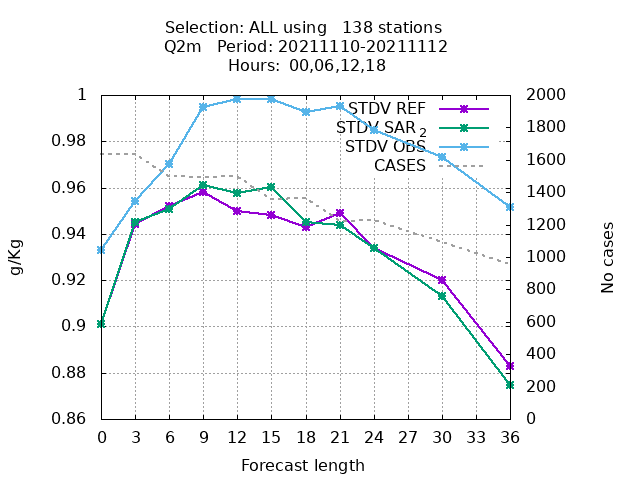 Selection: ALL using   138 stations
Q2m   Period: 20211110-20211112
Hours: 00,06,12,18
1
0.98
0.96
0.94
0.92
0.9
0.88
0.86
g/Kg
STDV REF
STDV SAR 2
STDV OBS
CASES
2000
1800
1600
1400
1200
1000
800
600
400
200
0
No cases
0 3 6 9 12 15 18 21 24 27 30 33 36
Forecast length